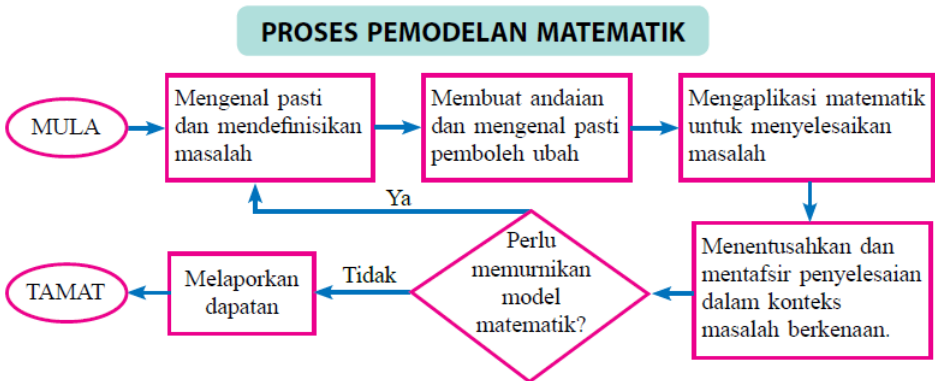 PROSES PEMODELAN MATEMATIK
MULA
Mengenal pasti
dan mendefinisikan
masalah
Membuat andaian
dan mengenal pasti
pemboleh ubah
Mengaplikasi matematik
untuk menyelesaikan
masalah
Menentusahkan dan
mentafsir penyelesaian
dalam konteks
masalah berkenaan.
Perlu
memurnikan
model
matematik?
Ya
Tidak
Melaporkan
dapatan
TAMAT